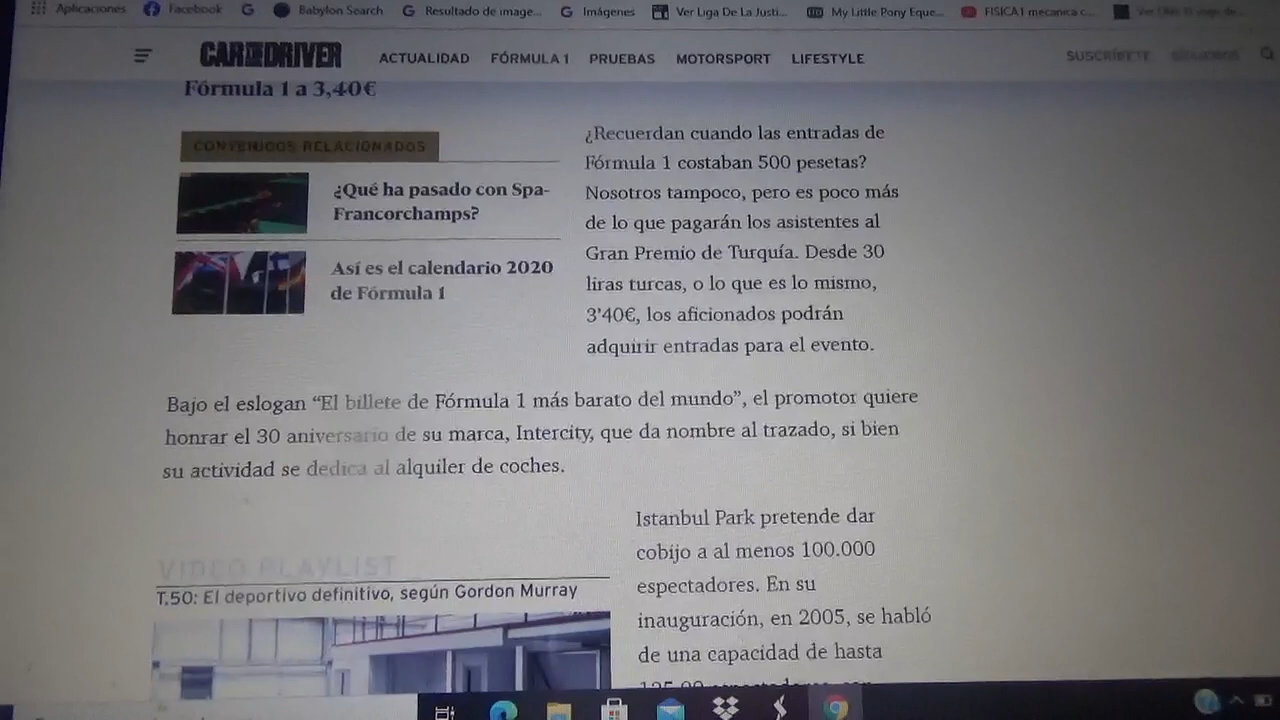 Aplicaciones Facebook G Babylon Search G Resultado de image... G Imágenes Ver Liga De La Justi... My Little Pony Eque... FISICA1 mecanica c...
CAR AND DRIVER ACTUALIDAD FÓRMULA 1 PRUEBAS MOTORSPORT LIFESTYLE SUSCRÍBETE SÍGUENOS
Fórmula 1 a 3,40€
CONTENIDOS RELACIONADOS
¿Qué ha pasado con Spa-
Francorchamps?
Así es el calendario 2020
de Fórmula 1
¿Recuerdan cuando las entradas de
Fórmula 1 costaban 500 pesetas?
Nosotros tampoco, pero es poco más
de lo que pagarán los asistentes al
Gran Premio de Turquía. Desde 30
liras turcas, o lo que es lo mismo,
3'40€, los aficionados podrán
adquirir entradas para el evento.
Bajo el eslogan “El billete de Fórmula 1 más barato del mundo”, el promotor quiere
honrar el 30 aniversario de su marca, Intercity, que da nombre al trazado, si bien
su actividad se dedica al alquiler de coches.
VIDEO PLAYLIST
T.50: El deportivo definitivo, según Gordon Murray
Istanbul Park pretende dar
cobijo a al menos 100.000
espectadores. En su
inauguración, en 2005, se habló
de una capacidad de hasta